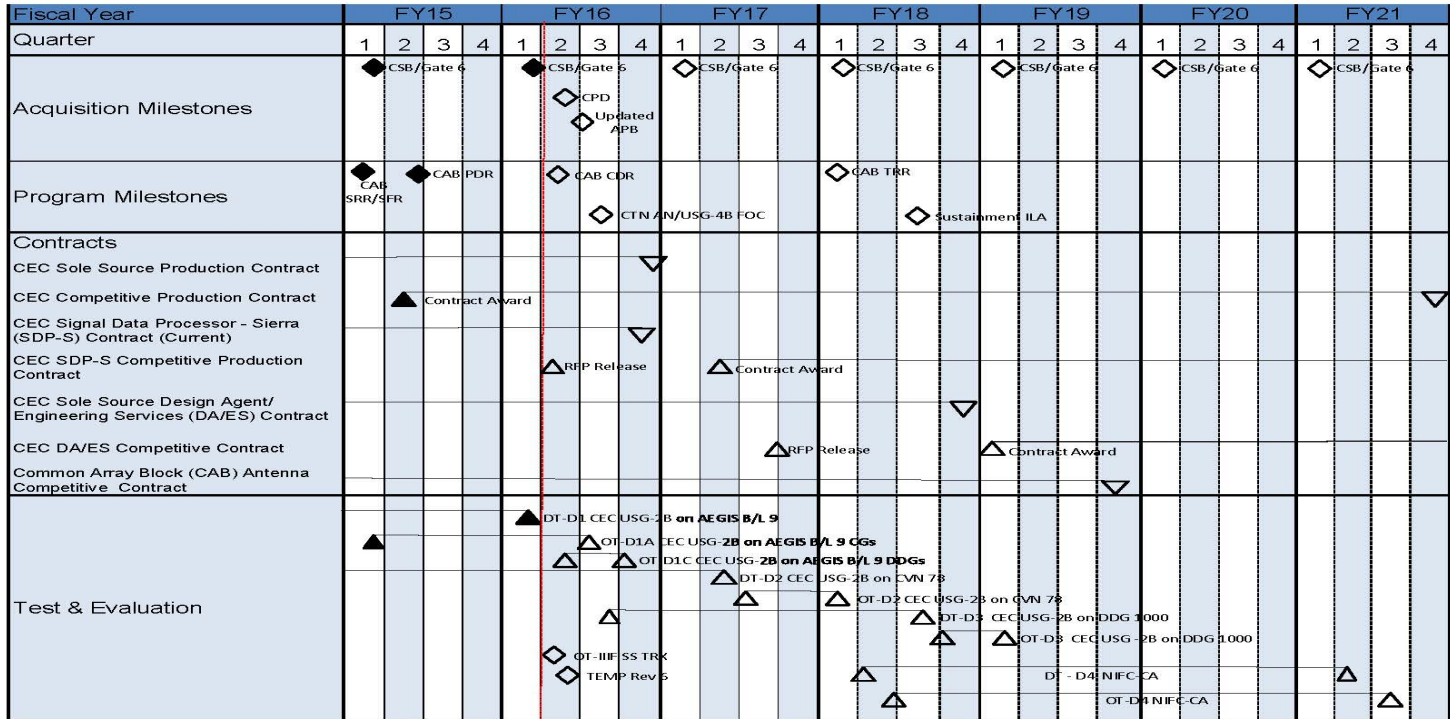 Fiscal Year FY15 FY16 FY17 FY18 FY19 FY20 FY21
Quarter 1 2 3 4 1 2 3 4 1 2 3 4 1 2 3 4 1 2 3 4 1 2 3 4 1 2 3 4
Acquisition Milestones
CSB/Gate 6 CSB/Gate 6 CSB/Gate 6 CSB/Gate 6 CSB/Gate 6 CSB/Gate 6 CSB/Gate 6
CPD
Updated
APB
Program Milestones
CAB
SRR/SFR
CAB PDR CAB CDR CAB TRR
CTN AN/USG-4B FOC Sustainment ILA
Contracts
CEC Sole Source Production Contract
CEC Competitive Production Contract
Contract Award
CEC Signal Data Processor - Sierra
(SDP-S) Contract (Current)
CEC SDP-S Competitive Production
Contract
RFP Release Contract Award
CEC Sole Source Design Agent/
Engineering Services (DA/ES) Contract
CEC DA/ES Competitive Contract
RFP Release Contract Award
Common Array Block (CAB) Antenna
Competitive Contract
Test & Evaluation
DT-D1 CEC USG-2B on AEGIS B/L 9
OT-D1A CEC USG-2B on AEGIS B/L 9 CGs
OT-D1C CEC USG-2B on AEGIS B/L 9 DDGs
DT-D2 CEC USG-2B on CVN 78
OT-D2 CEC USG-2B on CVN 78
DT-D3 CEC USG-2B on DDG 1000
OT-D3 CEC USG-2B on DDG 1000
OT-IIIF SS TRK
TEMP Rev 6
DT - D4 NIFC-CA
OT-D4 NIFC-CA